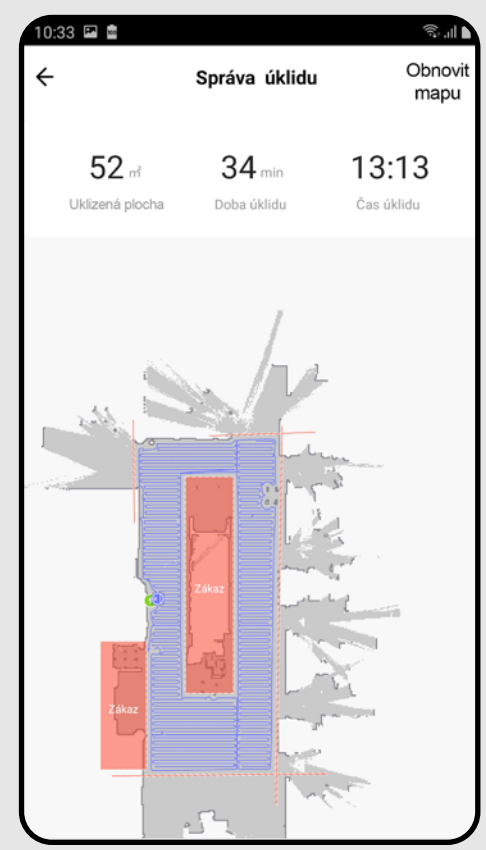 10:33
Správa úklidu
Obnovit
mapu
52 m²
34 min
13:13
Uklizená plocha
Doba úklidu
Čas úklidu
Zákaz
Zákaz